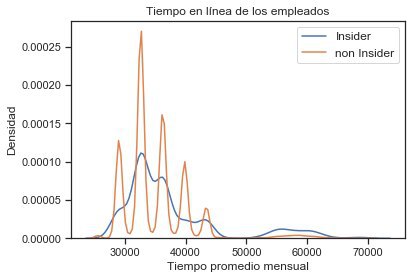 Tiempo en línea de los empleados
Insider
non Insider
Densidad
0.00025
0.00020
0.00015
0.00010
0.00005
0.00000
30000 40000 50000 60000 70000
Tiempo promedio mensual